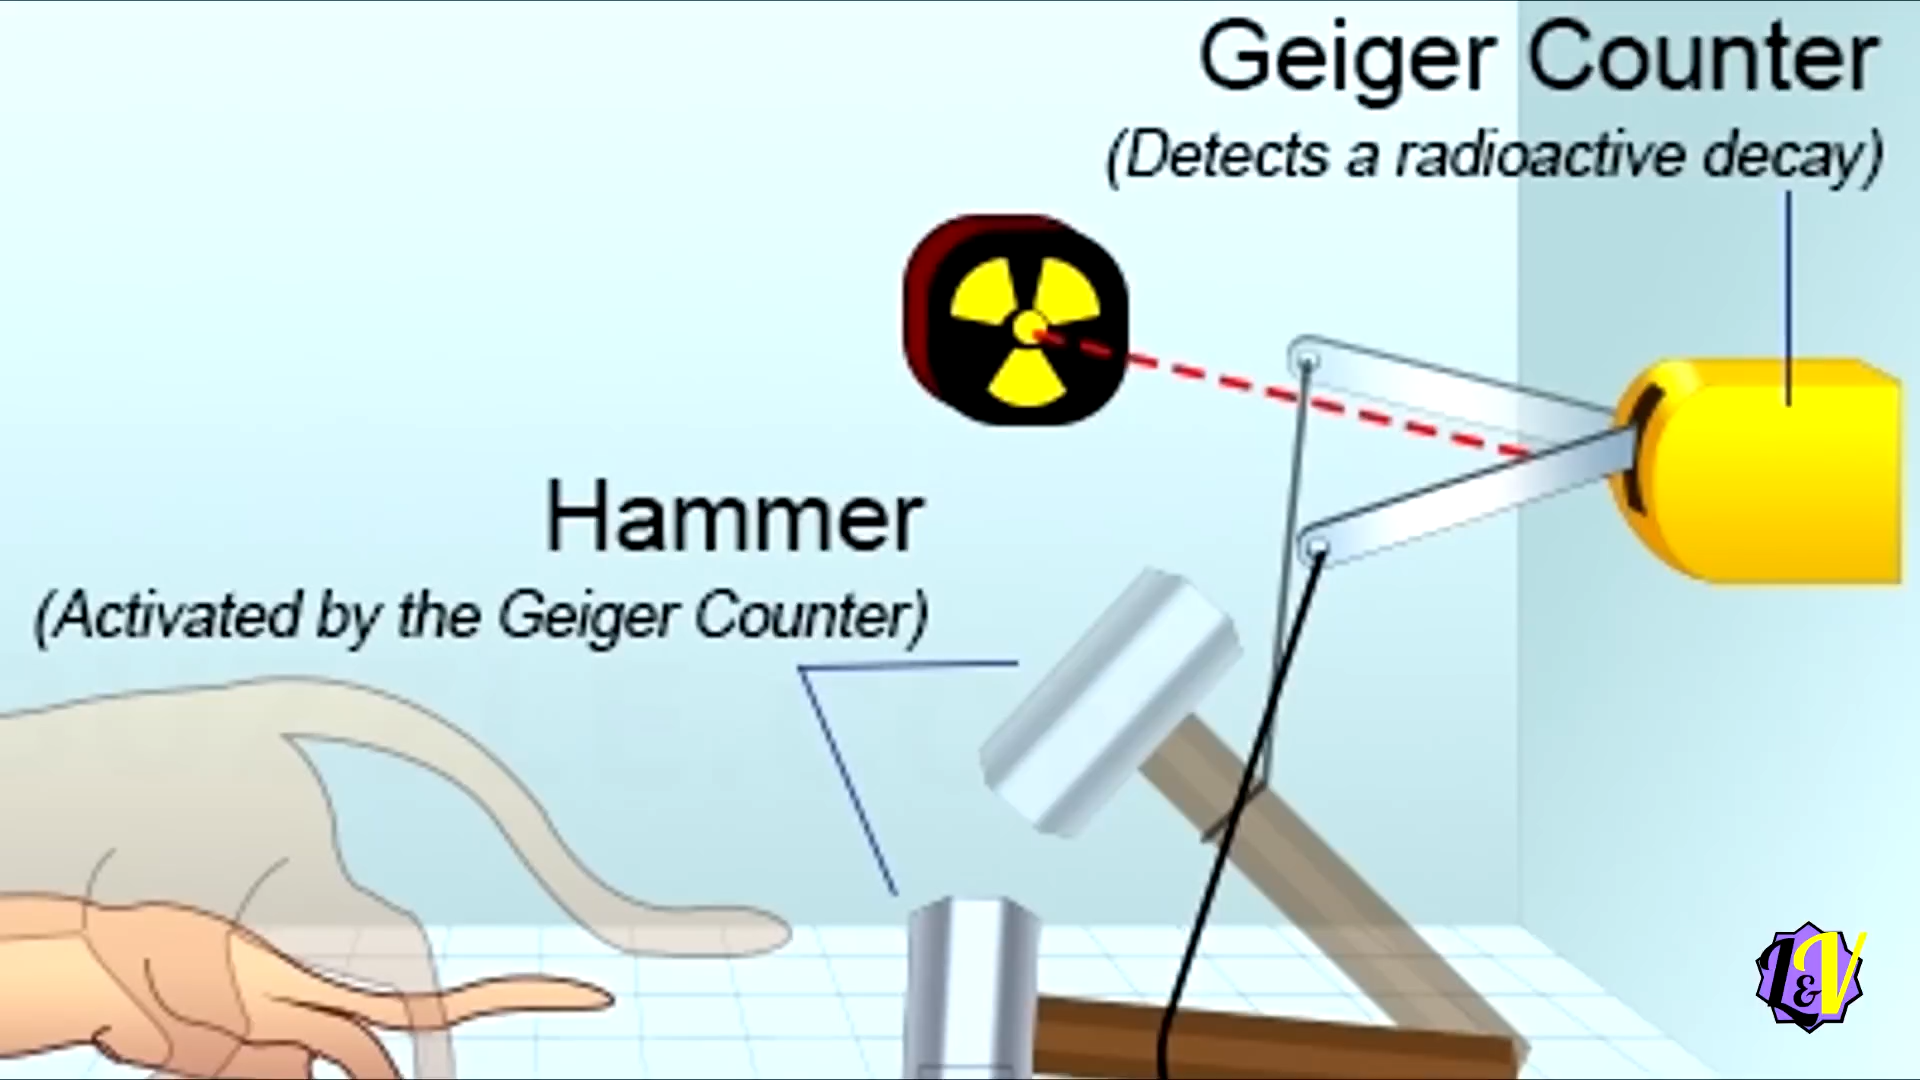 Geiger Counter
(Detects a radioactive decay)
Hammer
(Activated by the Geiger Counter)
L&V